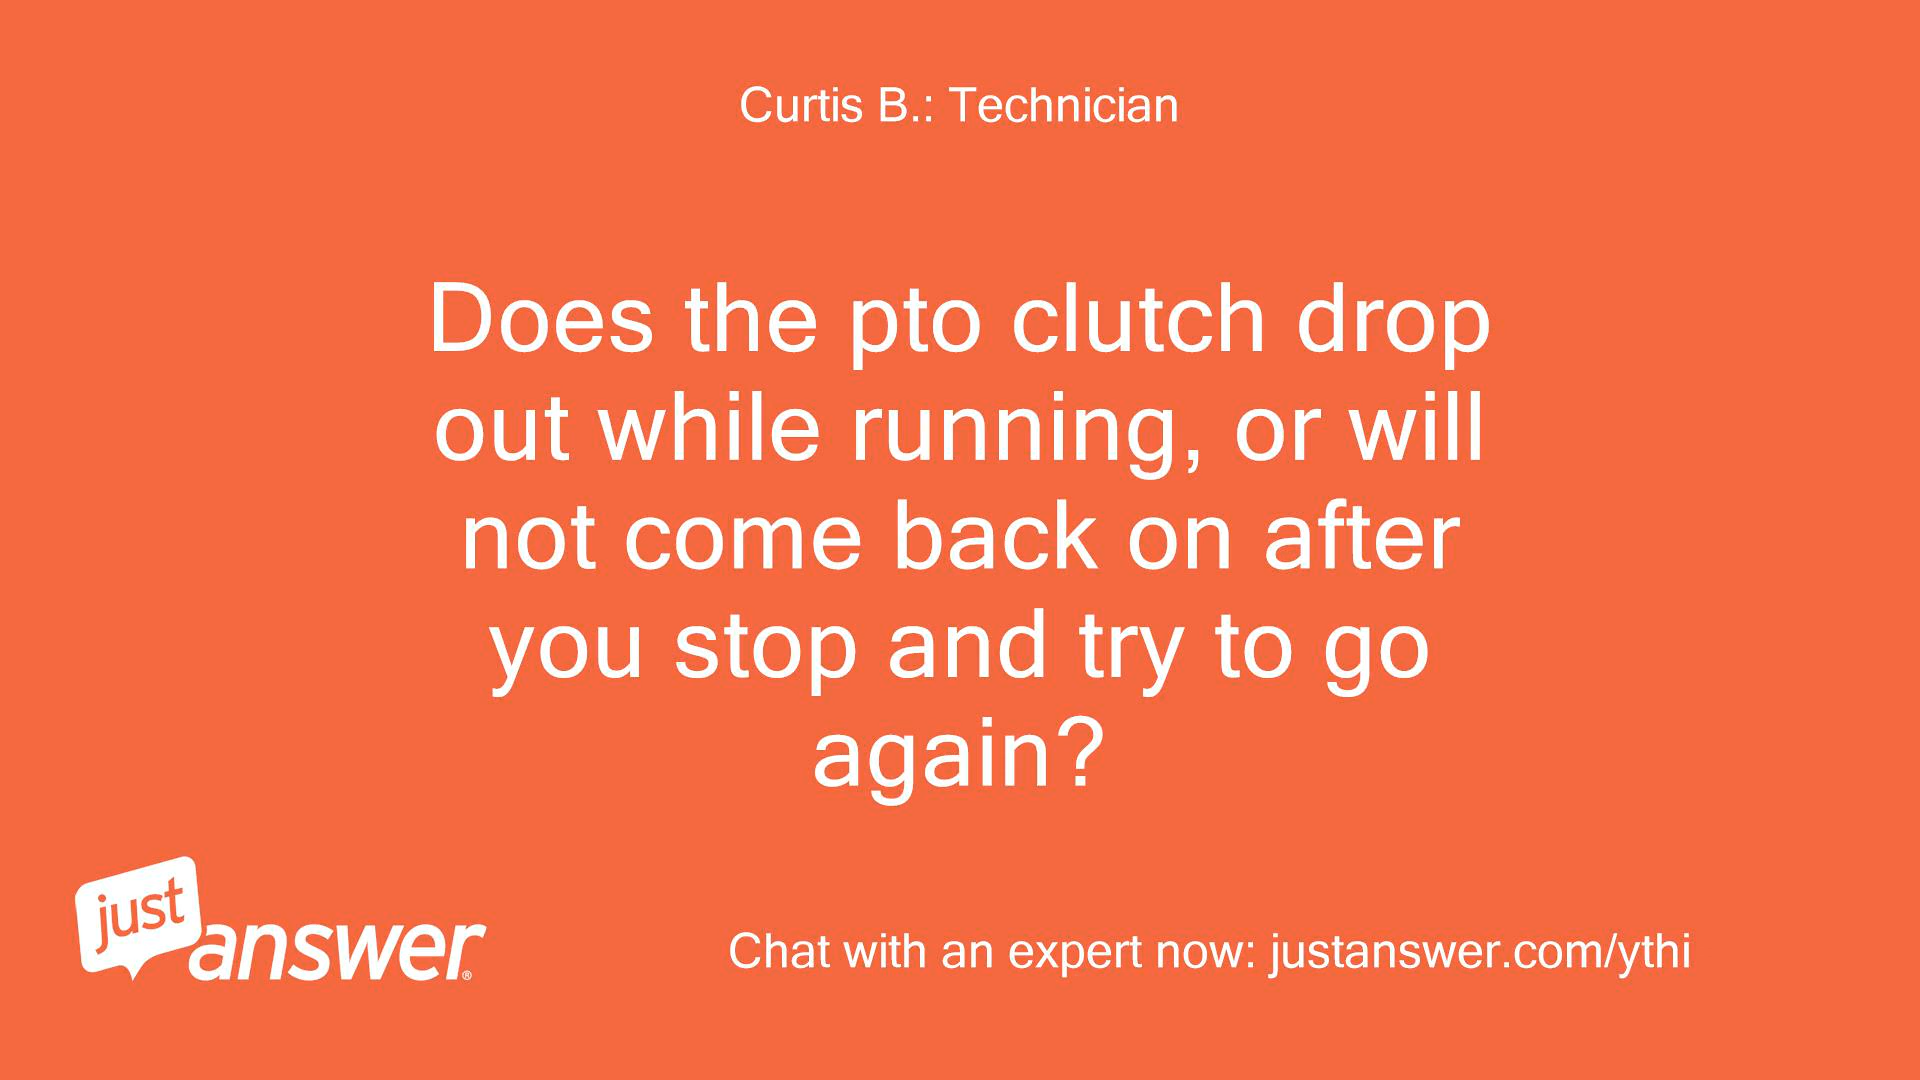 Curtis B.: Technician
Does the pto clutch drop
out while running, or will
not come back on after
you stop and try to go
again?
just
answer®
Chat with an expert now: justanswer.com/ythi